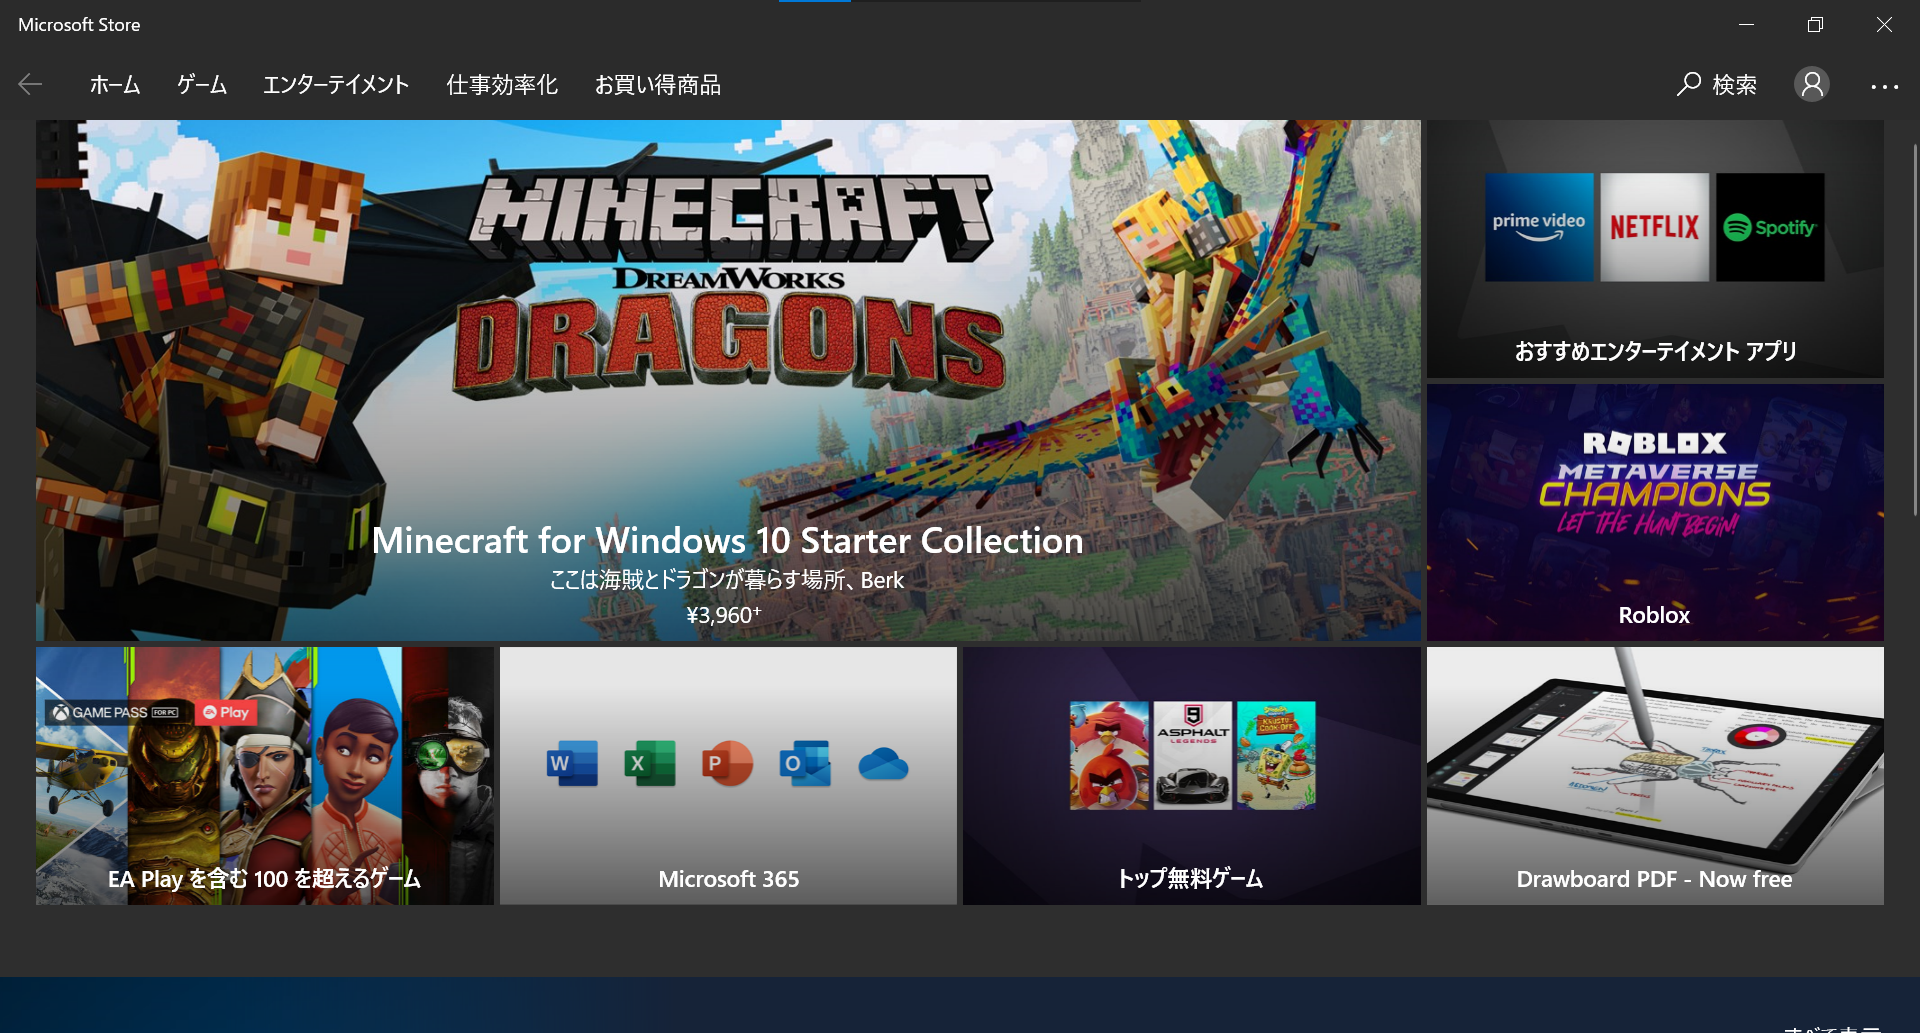 Microsoft Store
ホーム
ゲーム
エンターテイメント
仕事効率化
お買い得商品
検索
MINECRAFT
DREAMWORKS
DRAGONS
Minecraft for Windows 10 Starter Collection
ここは海賊とドラゴンが暮らす場所、Berk
¥3,960+
prime video
NETFLIX
Spotify
おすすめエンターテイメント アプリ
ROBLOX
METAVERSE
CHAMPIONS
LET THE HUNT BEGIN!
Roblox
GAME PASS FOR PC
EA Play
EA Play を含む 100 を超えるゲーム
W
X
P
O
Microsoft 365
9
ASPHALT
LEGENDS
KRUSTY
COOK-OFF
トップ無料ゲーム
Drawboard PDF - Now free